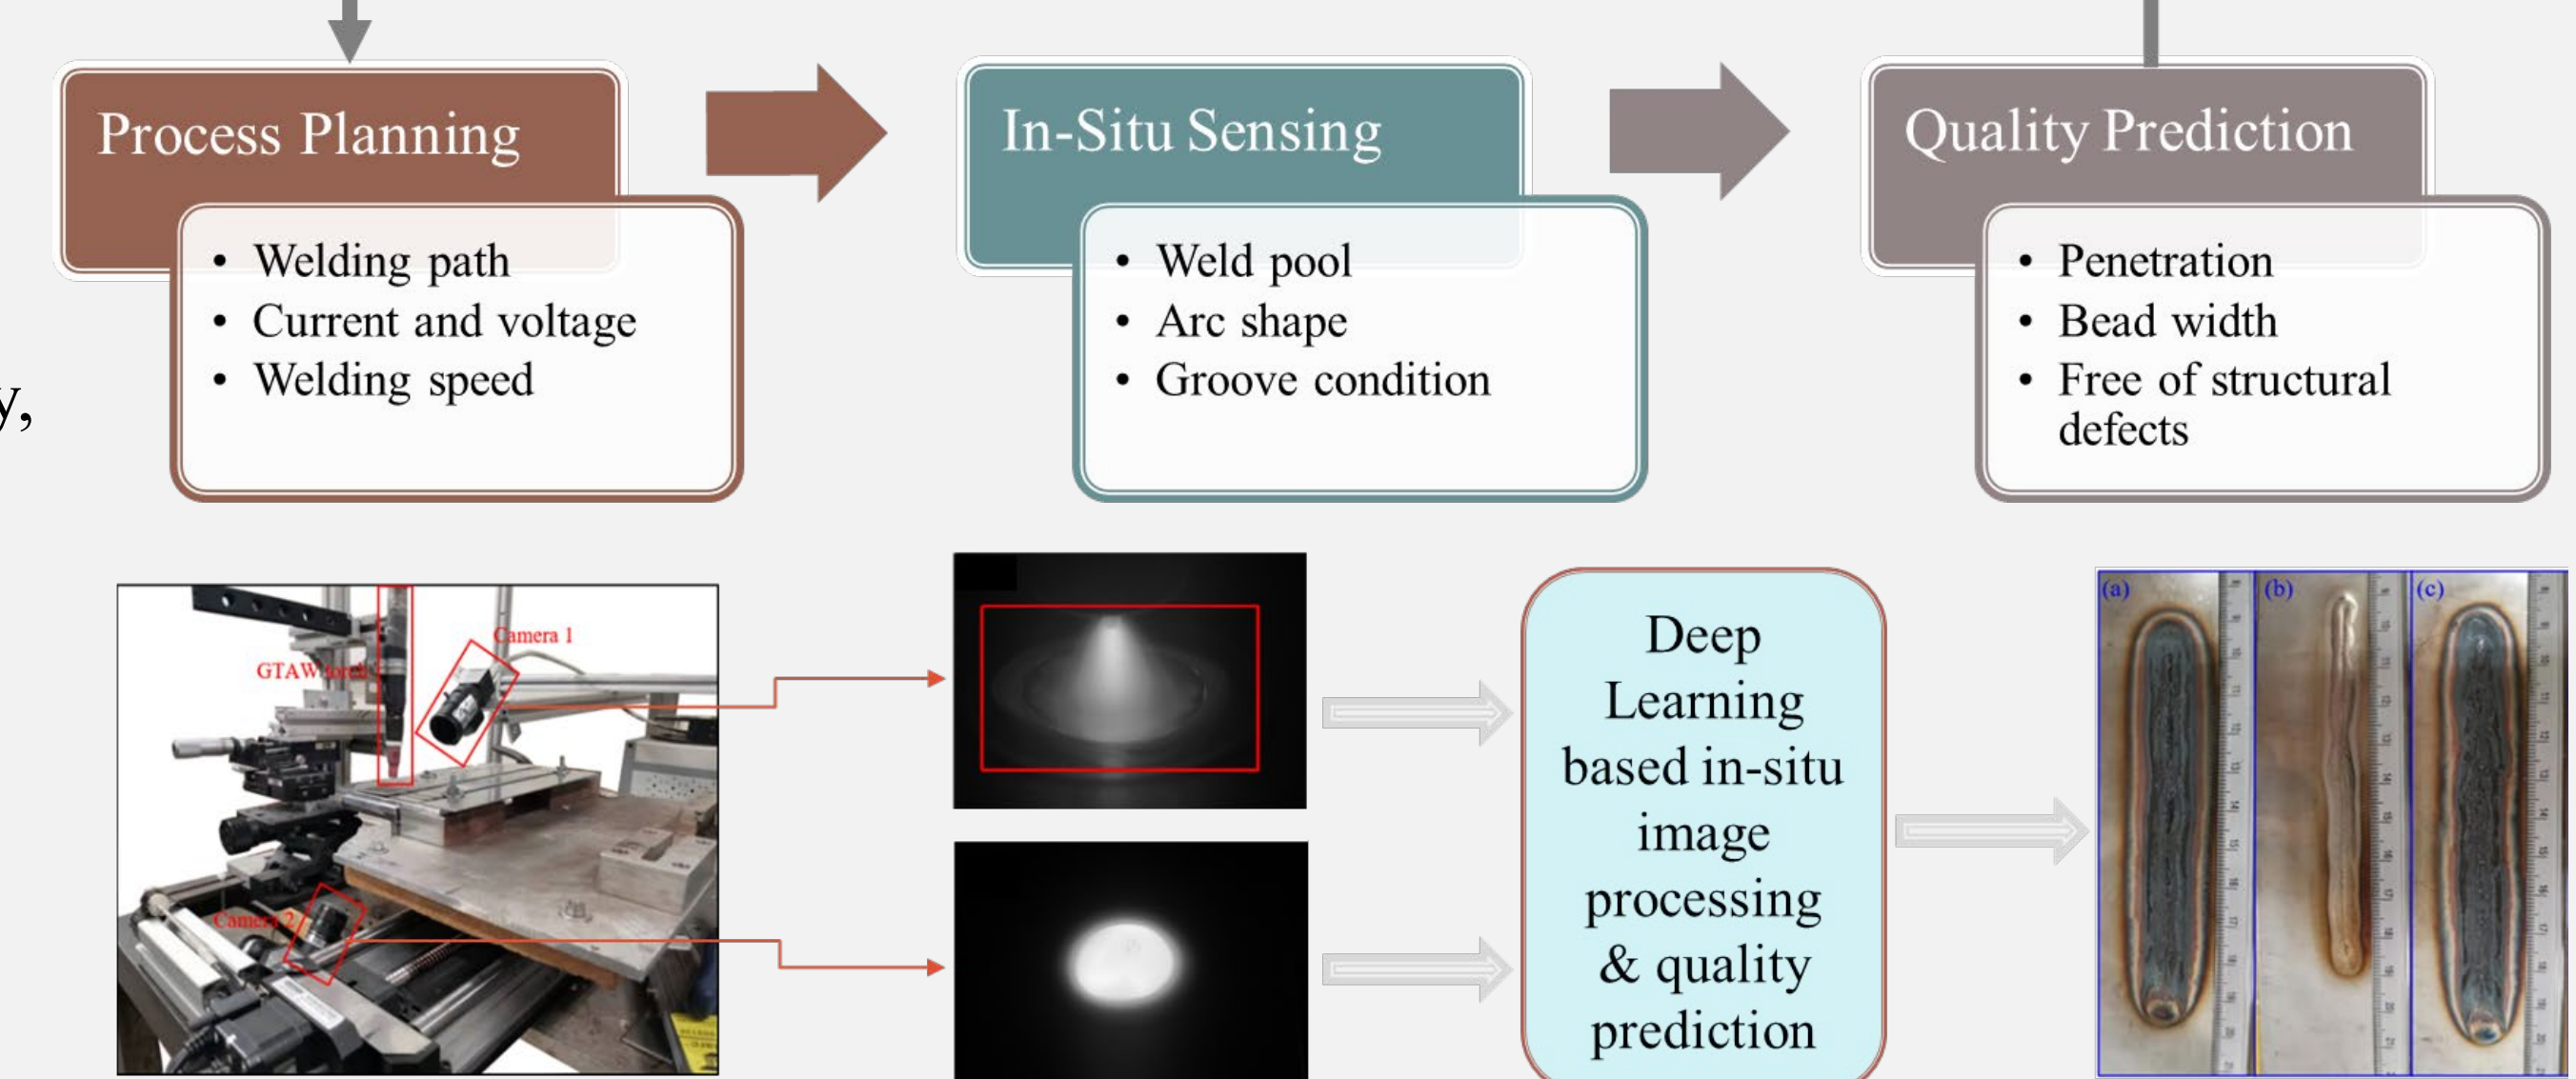 Process Planning
• Welding path
• Current and voltage
• Welding speed
In-Situ Sensing
• Weld pool
• Arc shape
• Groove condition
Quality Prediction
• Penetration
• Bead width
• Free of structural
defects
y,
GTAW torch
Camera 1
Camera 2
Deep
Learning
based in-situ
image
processing
& quality
prediction
(a)
(b)
(c)